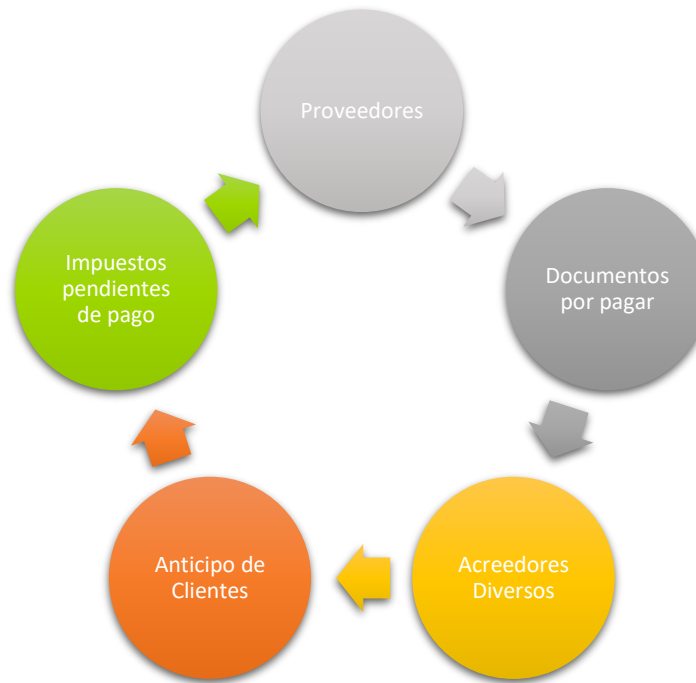 Proveedores
Documentos
por pagar
Acreedores
Diversos
Anticipo de
Clientes
Impuestos
pendientes
de pago